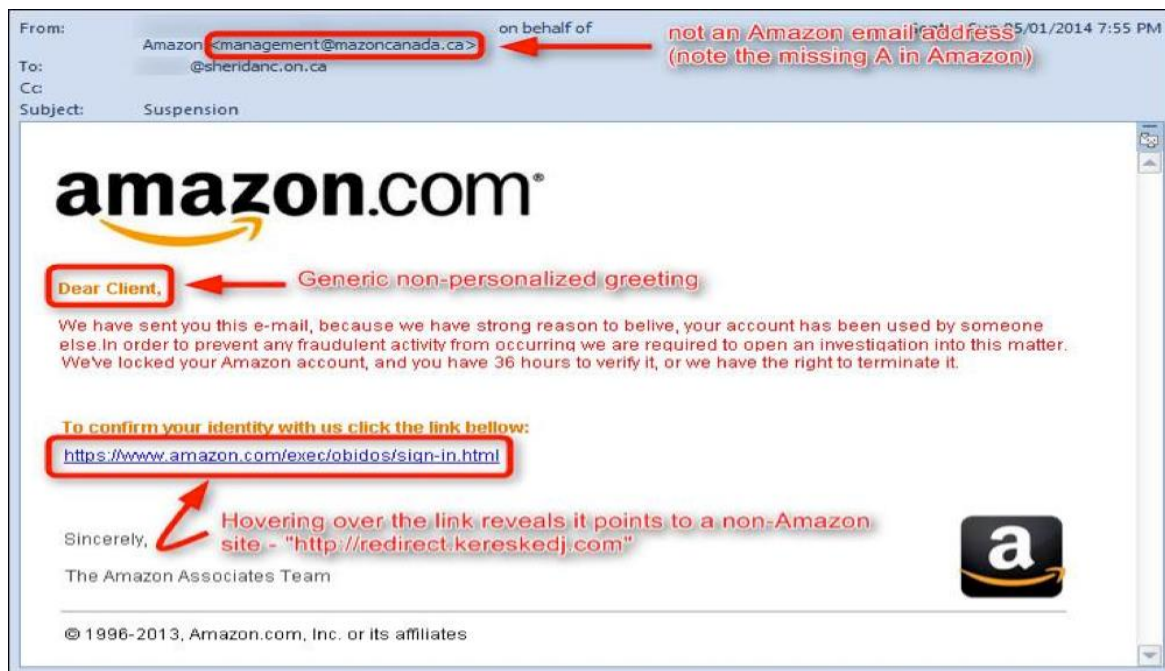 From: on behalf of
Amazon <management@mazoncanada.ca>
not an Amazon email address
(note the missing A in Amazon)
Sun 05/01/2014 7:55 PM
To: @sheridanc.on.ca
Cc:
Subject: Suspension
amazon.com®
Dear Client,
Generic non-personalized greeting
We have sent you this e-mail, because we have strong reason to belive, your account has been used by someone
else.In order to prevent any fraudulent activity from occurring we are required to open an investigation into this matter.
We've locked your Amazon account, and you have 36 hours to verify it, or we have the right to terminate it.
To confirm your identity with us click the link bellow:
https://www.amazon.com/exec/obidos/sign-in.html
Hovering over the link reveals it points to a non-Amazon
site - "http://redirect.kereskedj.com"
Sincerely,
The Amazon Associates Team
a
© 1996-2013, Amazon.com, Inc. or its affiliates